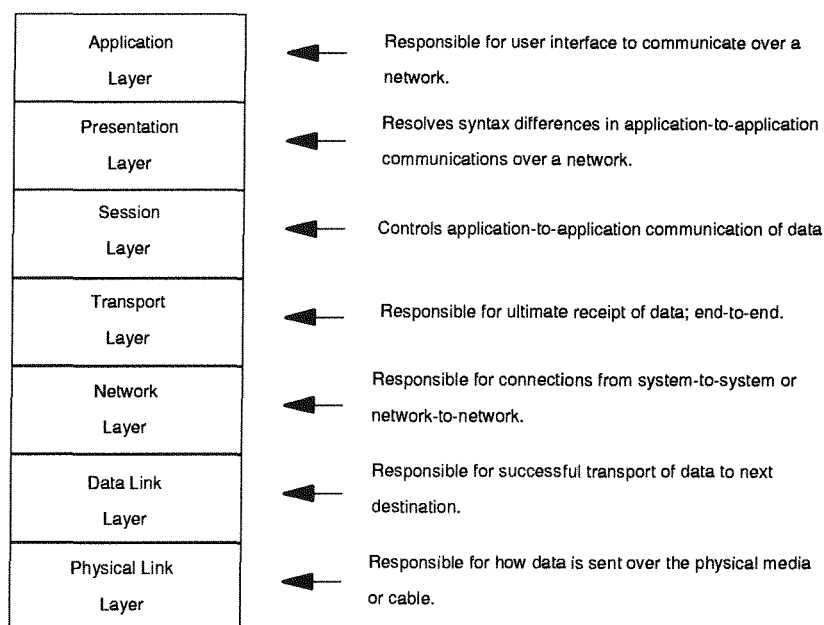 Application
Layer
Responsible for user interface to communicate over a
network.
Presentation
Layer
Resolves syntax differences in application-to-application
communications over a network.
Session
Layer
Controls application-to-application communication of data
Transport
Layer
Responsible for ultimate receipt of data; end-to-end.
Network
Layer
Responsible for connections from system-to-system or
network-to-network.
Data Link
Layer
Responsible for successful transport of data to next
destination.
Physical Link
Layer
Responsible for how data is sent over the physical media
or cable.